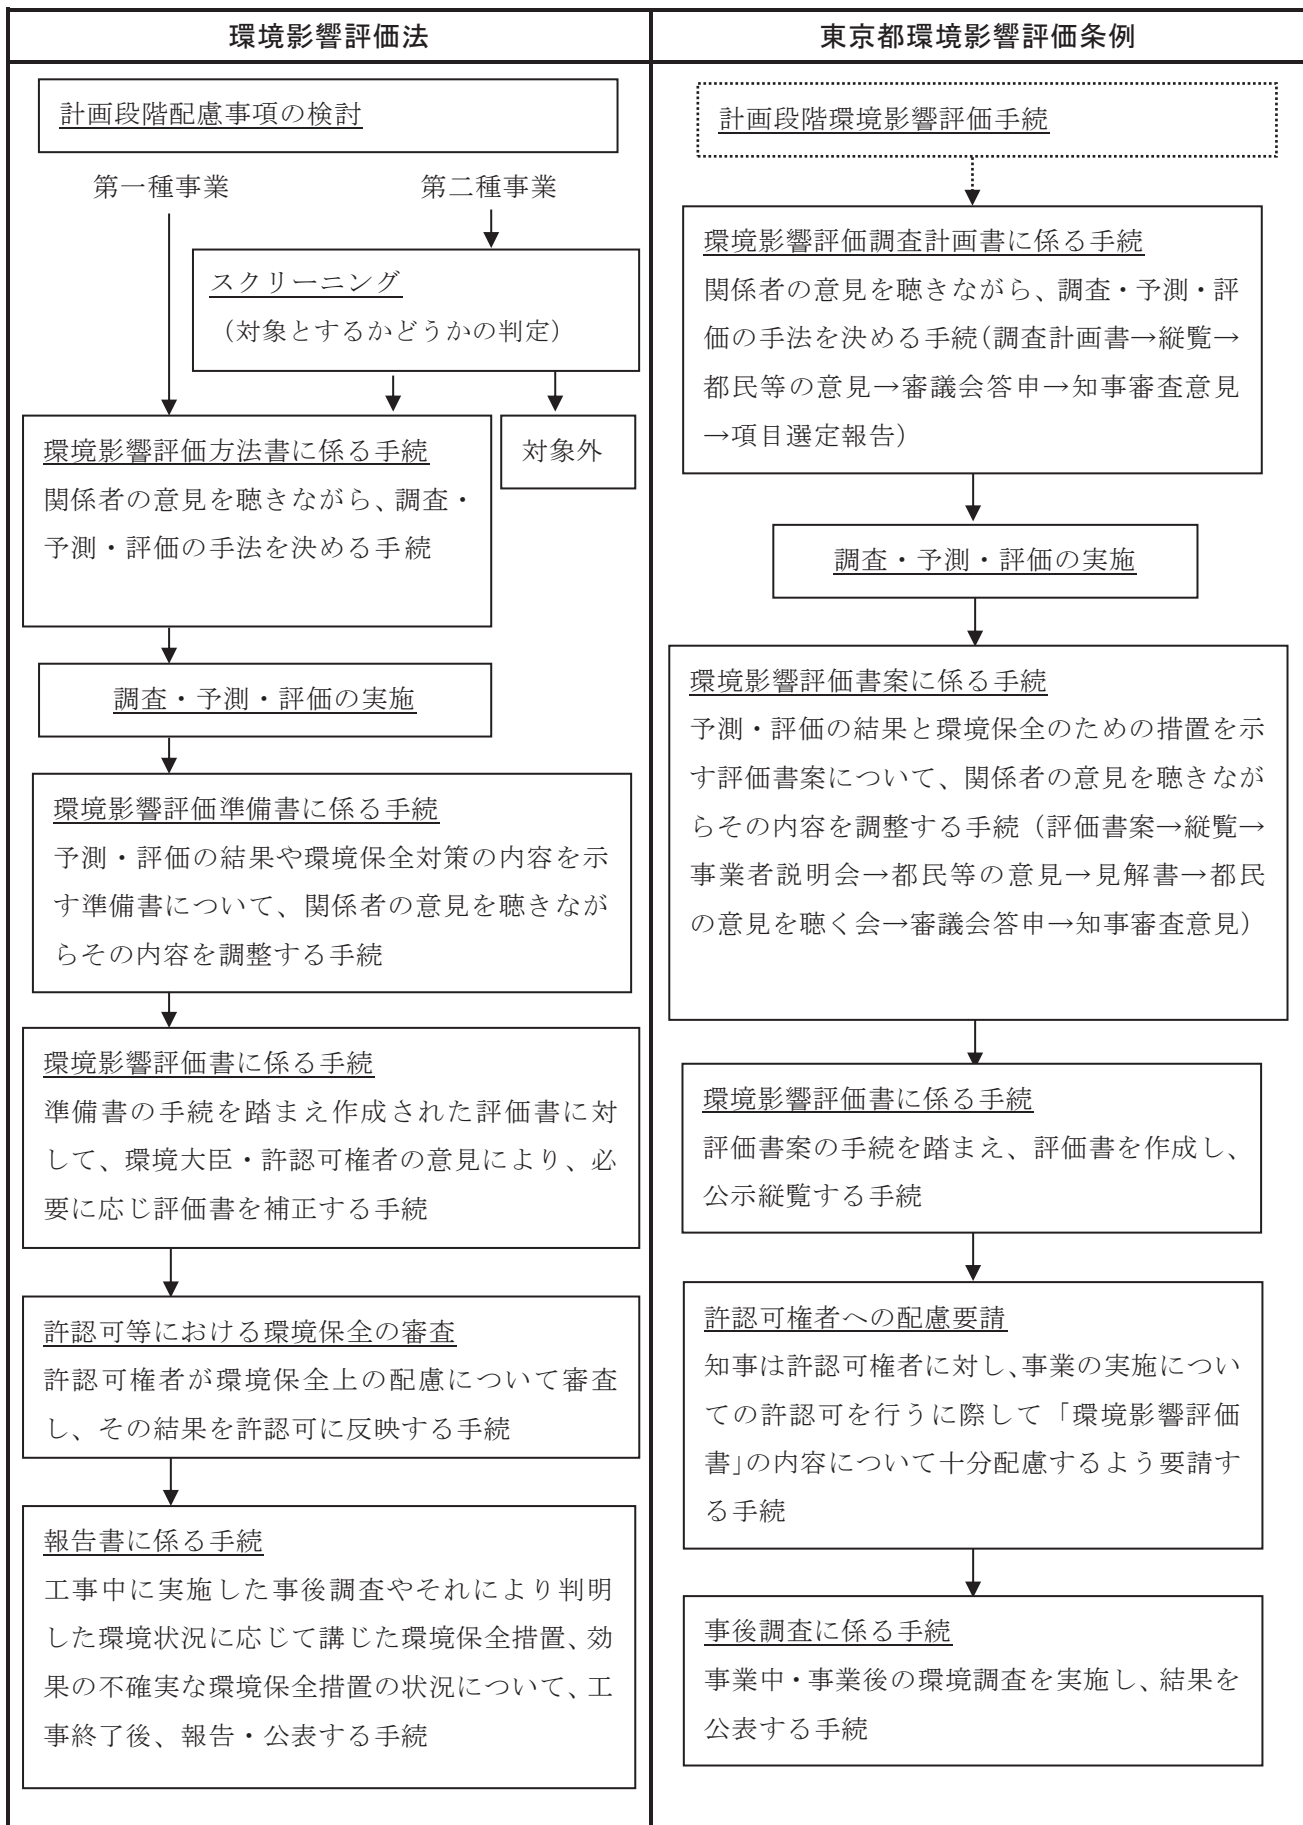 環境影響評価法
計画段階配慮事項の検討
第一種事業
第二種事業
スクリーニング
（対象とするかどうかの判定）
環境影響評価方法書に係る手続
関係者の意見を聴きながら、調査・
予測・評価の手法を決める手続
対象外
調査・予測・評価の実施
環境影響評価準備書に係る手続
予測・評価の結果や環境保全対策の内容を示
す準備書について、関係者の意見を聴きなが
らその内容を調整する手続
環境影響評価書に係る手続
準備書の手続を踏まえ作成された評価書に対
して、環境大臣・許認可権者の意見により、必
要に応じ評価書を補正する手続
許認可等における環境保全の審査
許認可権者が環境保全上の配慮について審査
し、その結果を許認可に反映する手続
報告書に係る手続
工事中に実施した事後調査やそれにより判明
した環境状況に応じて講じた環境保全措置、効
果の不確実な環境保全措置の状況について、工
事終了後、報告・公表する手続
東京都環境影響評価条例
計画段階環境影響評価手続
環境影響評価調査計画書に係る手続
関係者の意見を聴きながら、調査・予測・評
価の手法を決める手続（調査計画書→縦覧→
都民等の意見→審議会答申→知事審査意見
→項目選定報告）
調査・予測・評価の実施
環境影響評価書案に係る手続
予測・評価の結果と環境保全のための措置を示
す評価書案について、関係者の意見を聴きなが
らその内容を調整する手続（評価書案→縦覧→
事業者説明会→都民等の意見→見解書→都民
の意見を聴く会→審議会答申→知事審査意見）
環境影響評価書に係る手続
評価書案の手続を踏まえ、評価書を作成し、
公示縦覧する手続
許認可権者への配慮要請
知事は許認可権者に対し、事業の実施につい
ての許認可を行うに際して「環境影響評価
書」の内容について十分配慮するよう要請す
る手続
事後調査に係る手続
事業中・事業後の環境調査を実施し、結果を
公表する手続